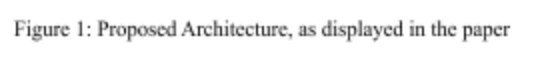 Figure 1: Proposed Architecture, as displayed in the paper